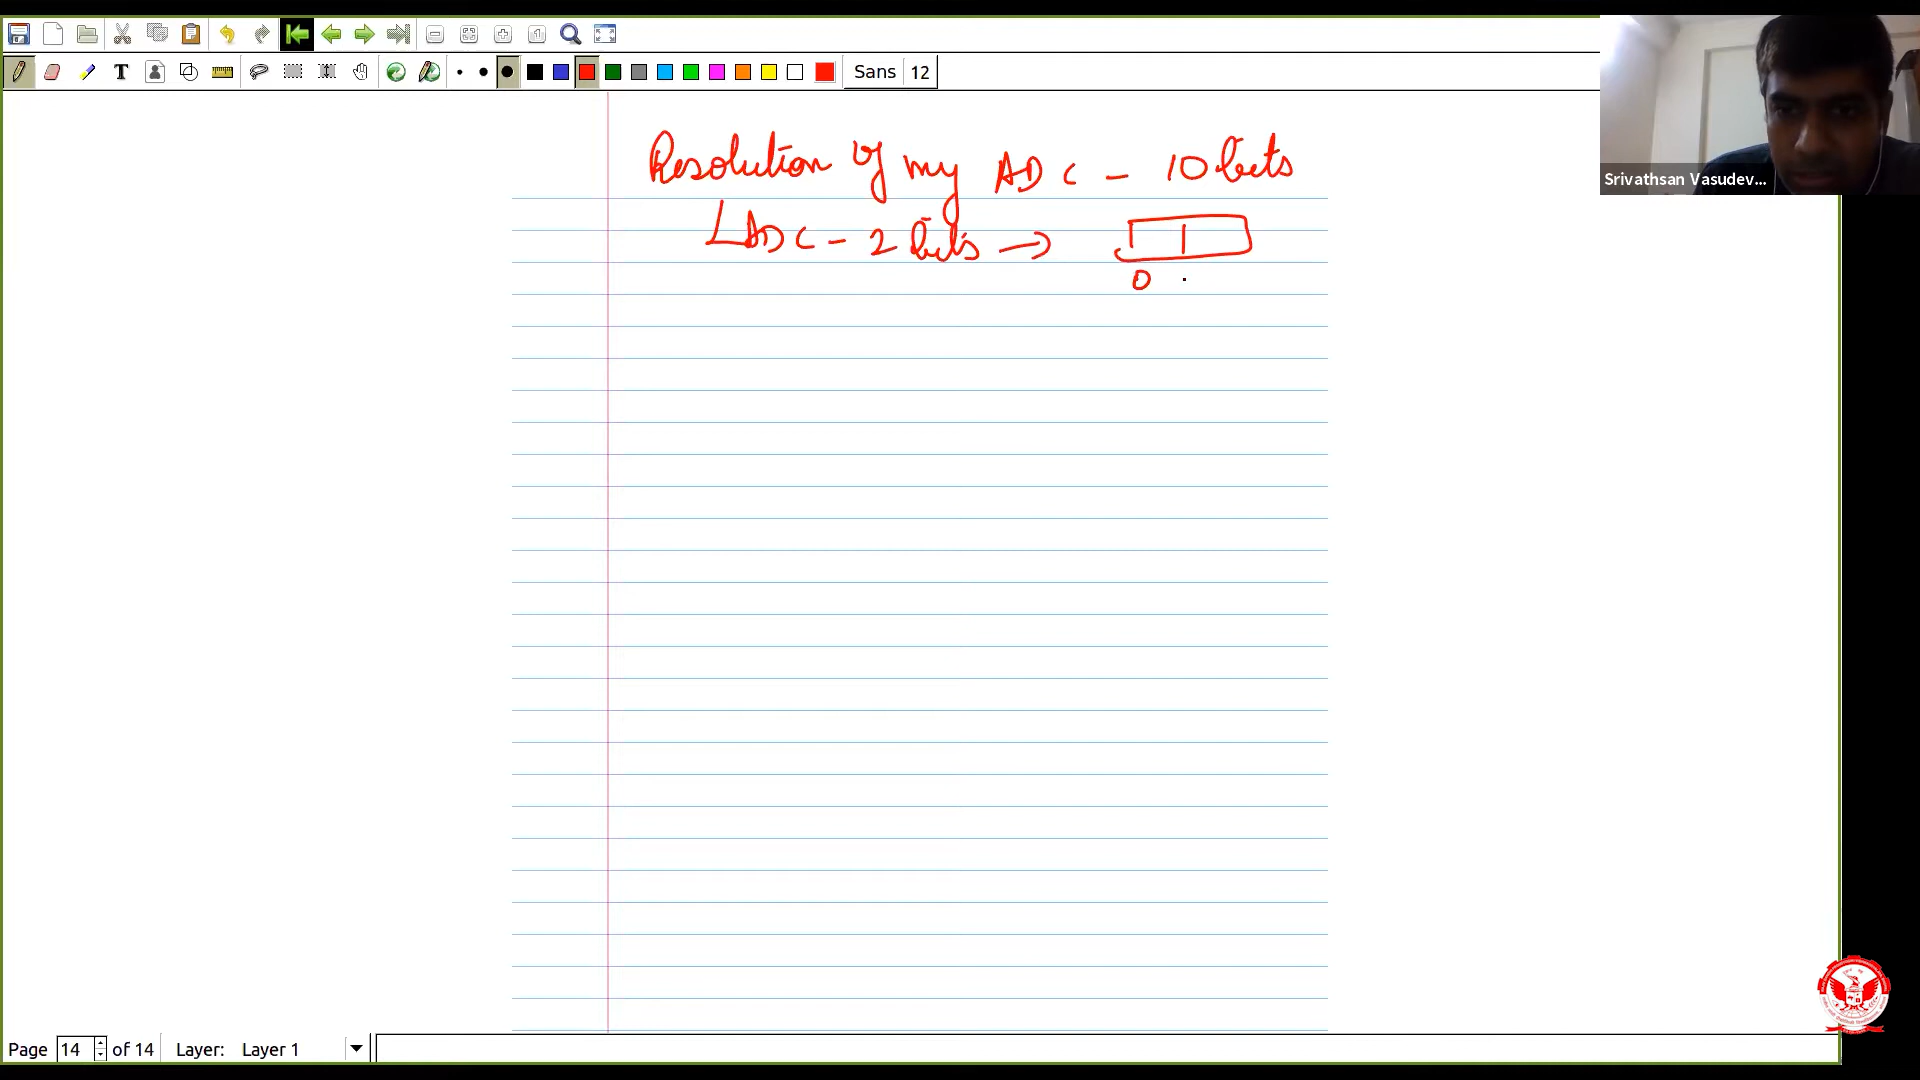 Sans 12
Srivathsan Vasudev...
Resolution of my ADC - 10 bits
ADC - 2 bits →
0
Page 14 of 14 Layer: Layer 1